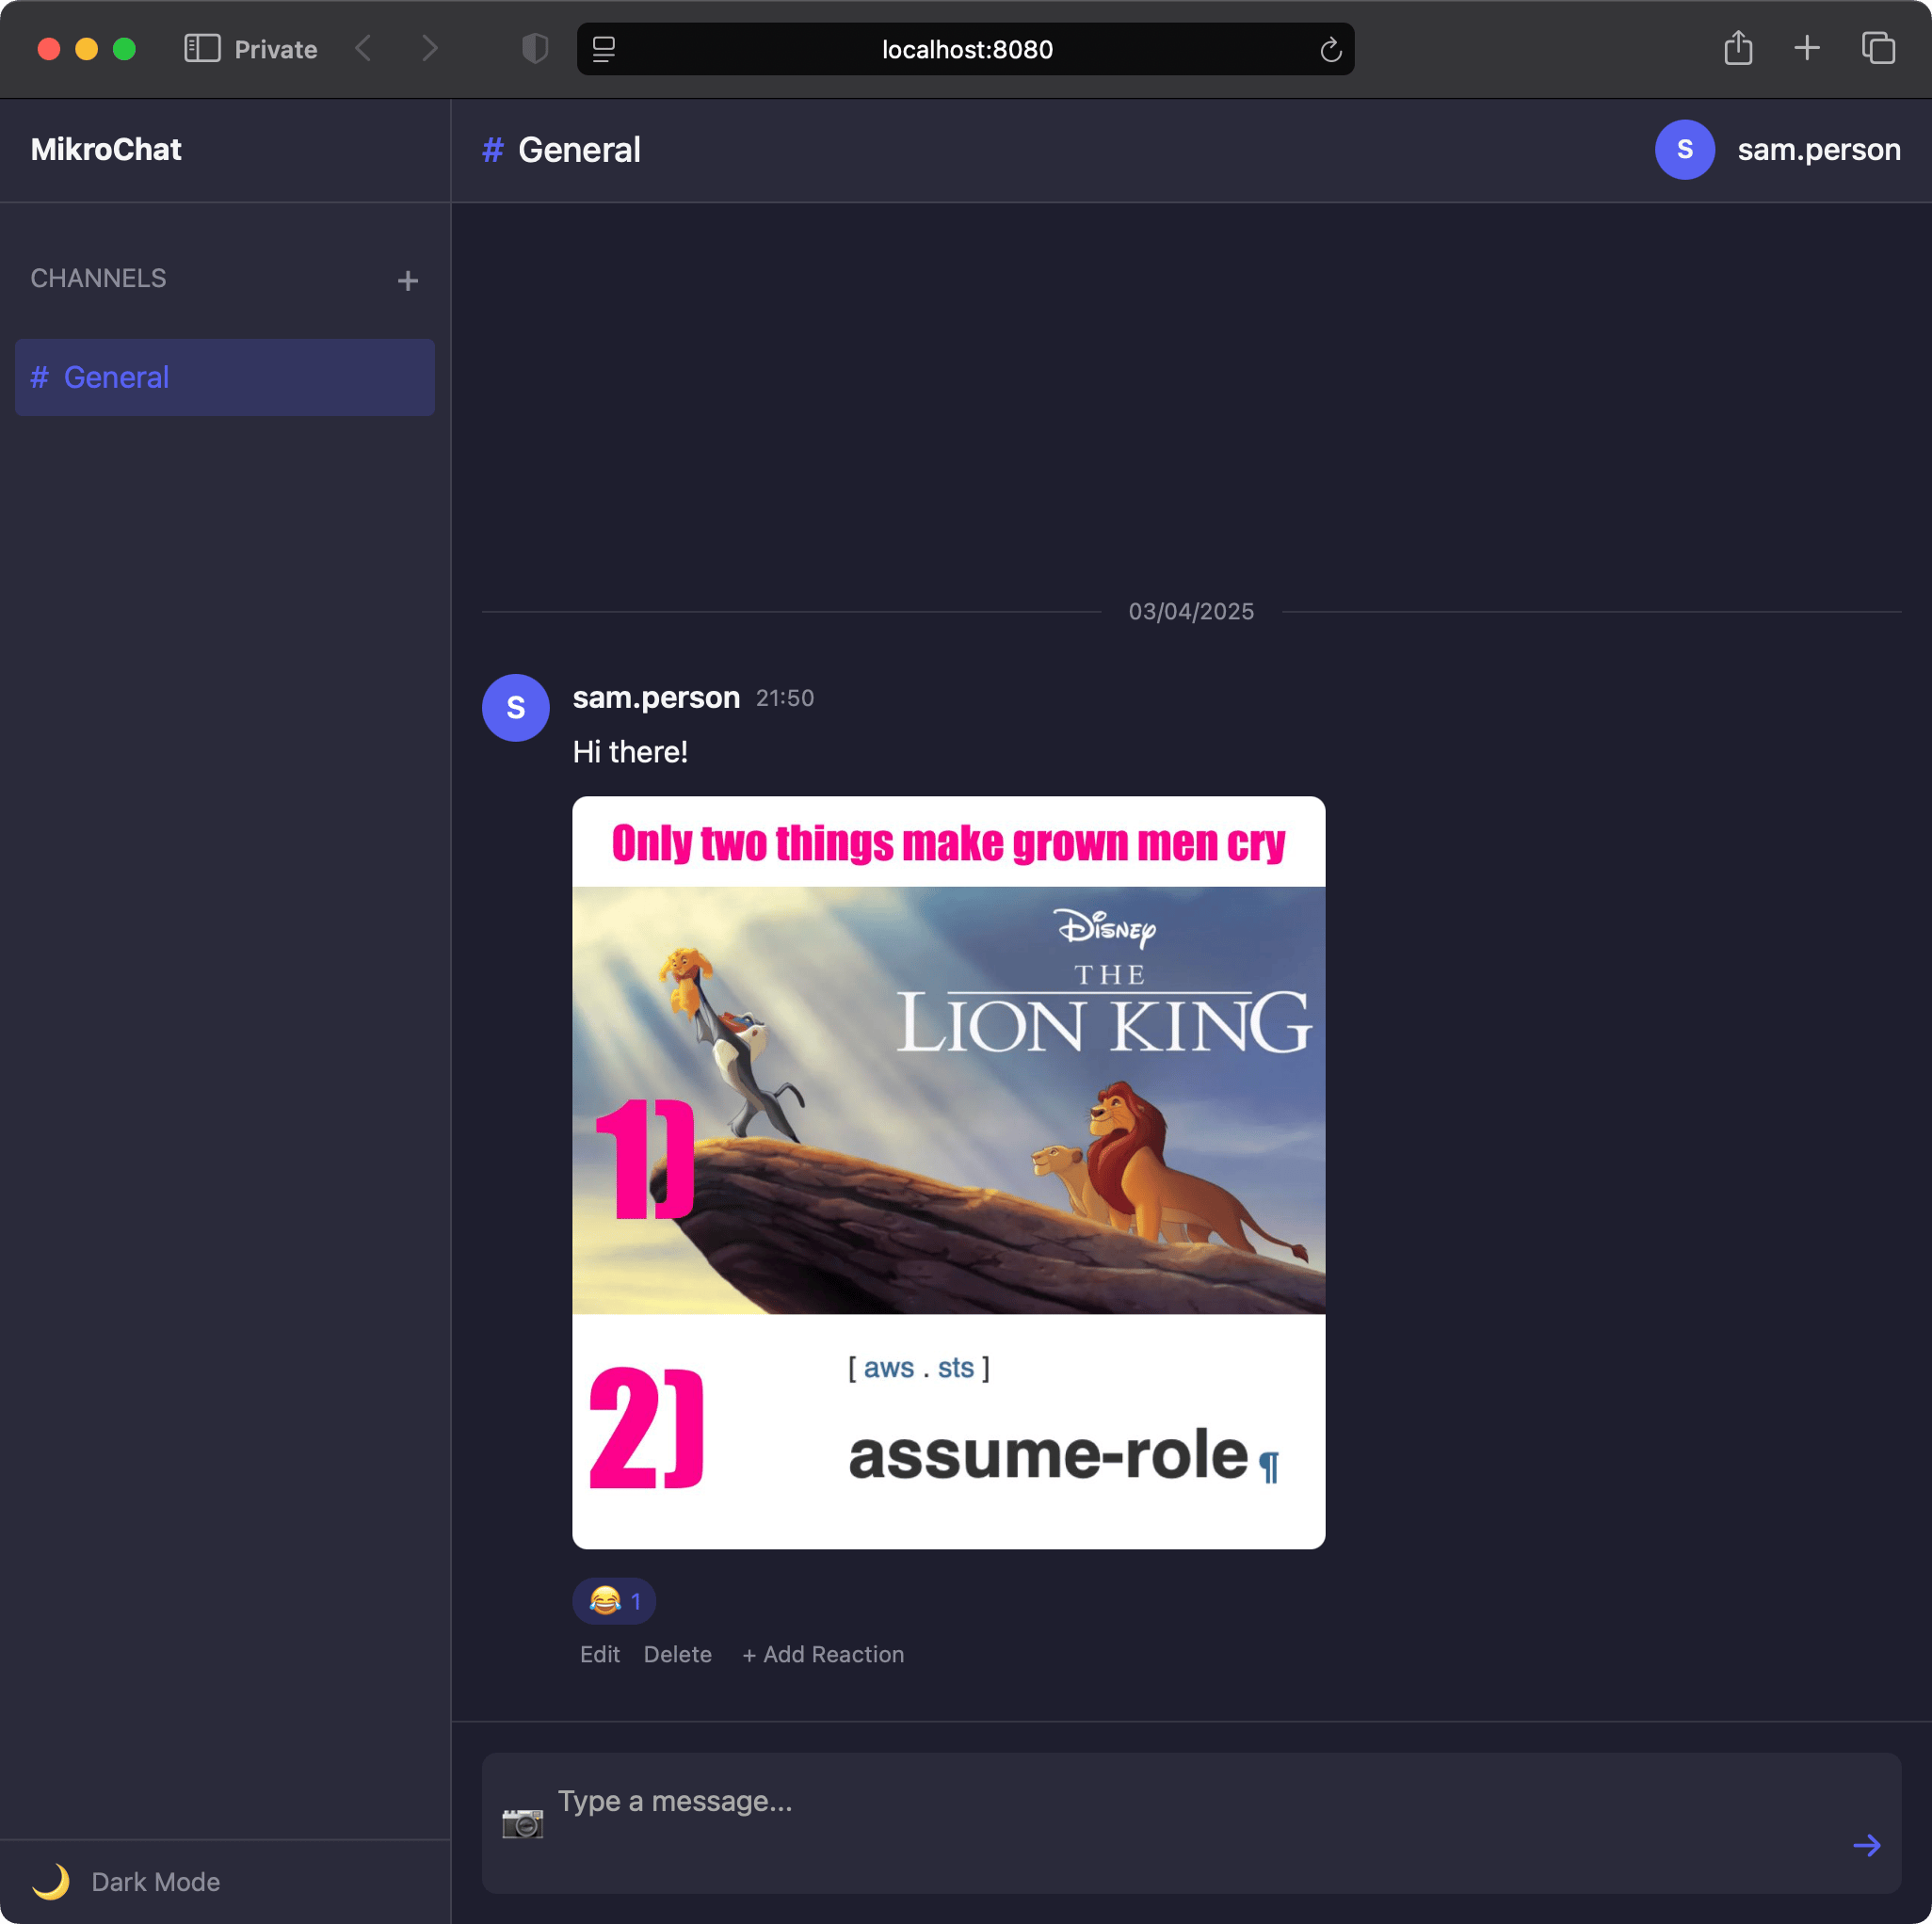 Private
localhost:8080
MikroChat
# General
S sam.person
CHANNELS +
# General
03/04/2025
S
sam.person 21:50
Hi there!
Only two things make grown men cry
Disney
THE
LION KING
1)
2)
[ aws . sts ]
assume-role ¶
😂 1
Edit Delete + Add Reaction
Type a message...
Dark Mode